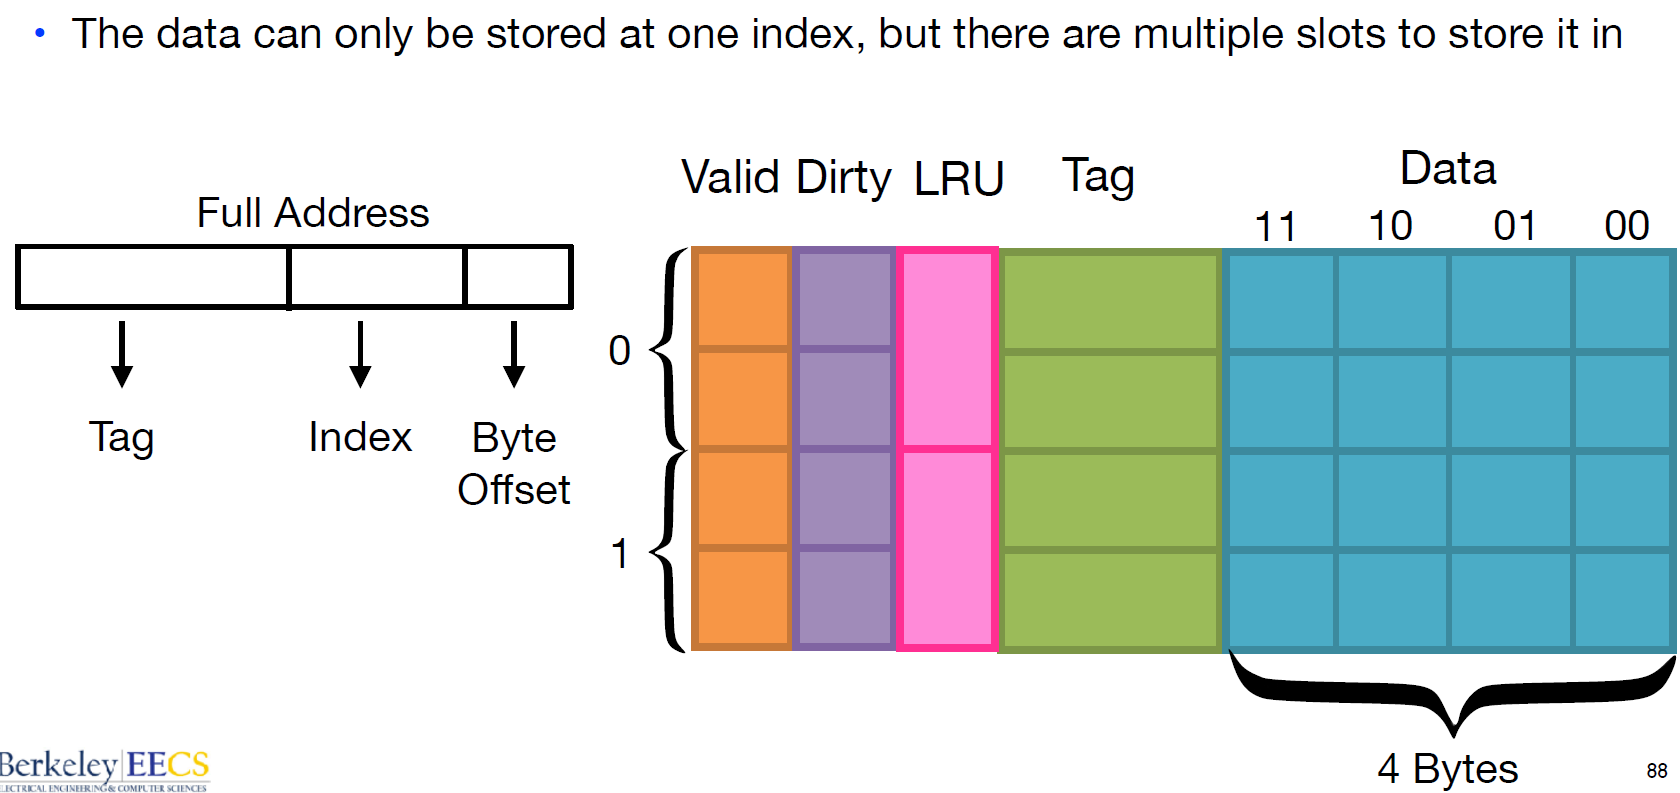 • The data can only be stored at one index, but there are multiple slots to store it in
Full Address
Tag
Index
Byte
Offset
Valid Dirty LRU Tag Data
11 10 01 00
0
1
4 Bytes
Berkeley EECS
ELECTRICAL ENGINEERING & COMPUTER SCIENCES
88